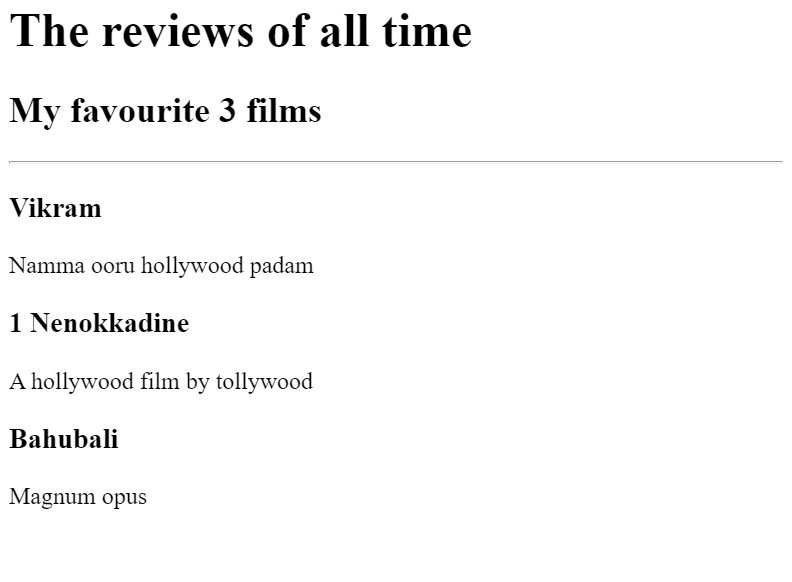 The reviews of all time
My favourite 3 films
Vikram
Namma ooru hollywood padam
1 Nenokkadine
A hollywood film by tollywood
Bahubali
Magnum opus